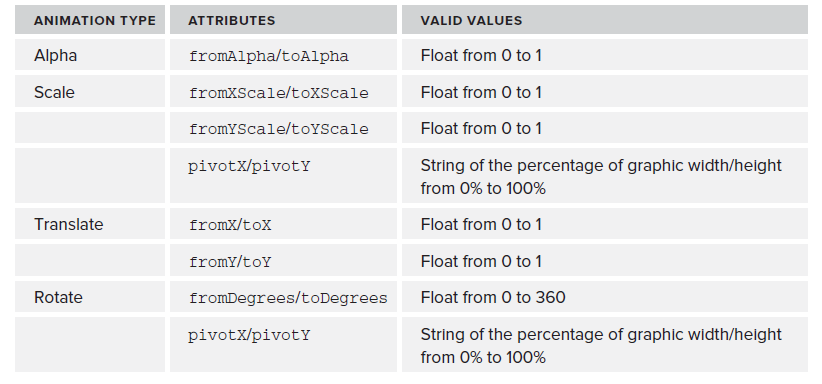 ANIMATION TYPE ATTRIBUTES VALID VALUES
Alpha fromAlpha/toAlpha Float from 0 to 1
Scale fromXScale/toXScale Float from 0 to 1
fromYScale/toYScale Float from 0 to 1
pivotX/pivotY String of the percentage of graphic width/height
from 0% to 100%
Translate fromX/toX Float from 0 to 1
fromY/toY Float from 0 to 1
Rotate fromDegrees/toDegrees Float from 0 to 360
pivotX/pivotY String of the percentage of graphic width/height
from 0% to 100%